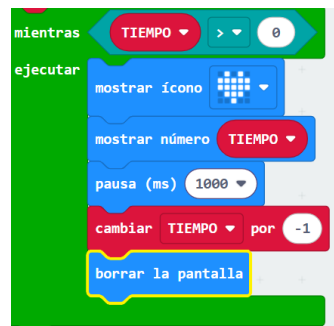 mientras TIEMPO > 0
ejecutar
mostrar ícono
mostrar número TIEMPO
pausa (ms) 1000
cambiar TIEMPO por -1
borrar la pantalla